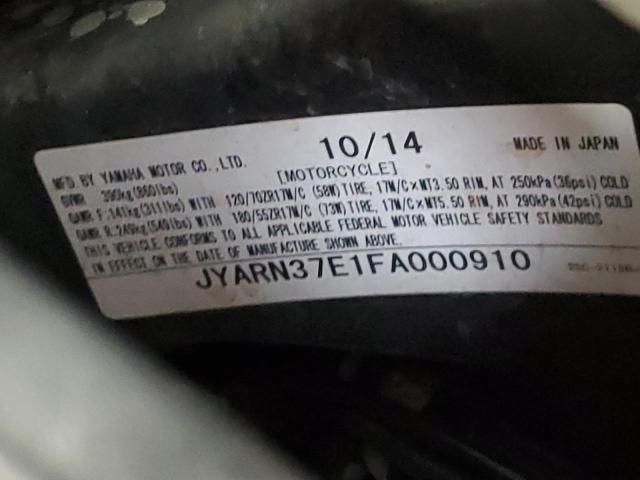 MFD. BY YAMAHA MOTOR CO., LTD. 10/14 MADE IN JAPAN
GVWR 390kg(860lbs) [MOTORCYCLE]
GAWR F. 141kg(311lbs) WITH 120/70ZR17M/C (58W)TIRE, 17M/C×MT3.50 RIM, AT 250kPa(36psi) COLD
GAWR R. 249kg(549lbs) WITH 180/55ZR17M/C (73W)TIRE, 17M/C×MT5.50 RIM, AT 290kPa(42psi) COLD
THIS VEHICLE CONFORMS TO ALL APPLICABLE FEDERAL MOTOR VEHICLE SAFETY STANDARDS
IN EFFECT ON THE DATE OF MANUFACTURE SHOWN ABOVE.
JYARN37E1FA000910